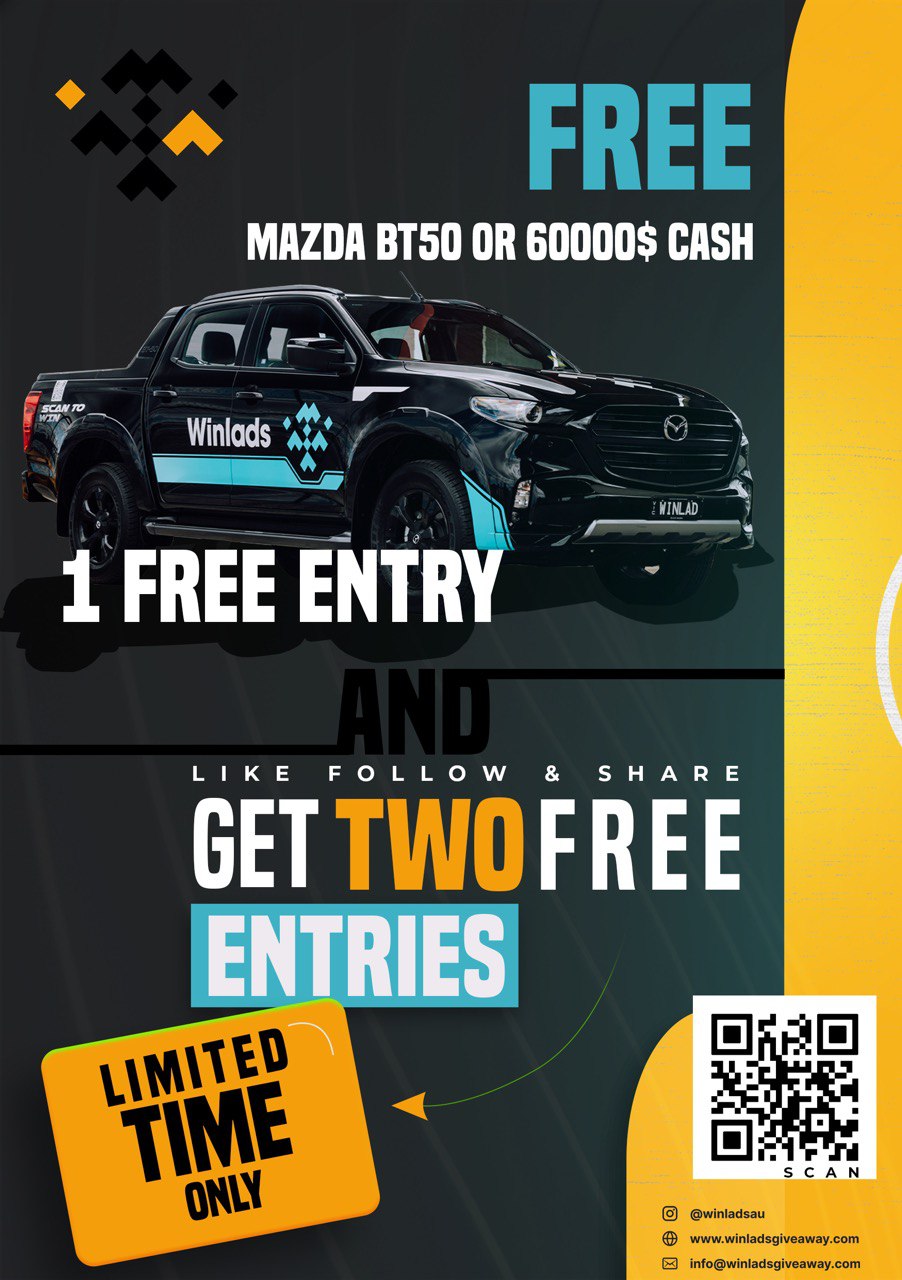 FREE
MAZDA BT50 OR 60000$ CASH
SCAN TO
WIN
Winlads
WINLAD
1 FREE ENTRY
AND
LIKE FOLLOW & SHARE
GET TWO FREE
ENTRIES
LIMITED
TIME
ONLY
SCAN
@winladsau
www.winladsgiveaway.com
info@winladsgiveaway.com